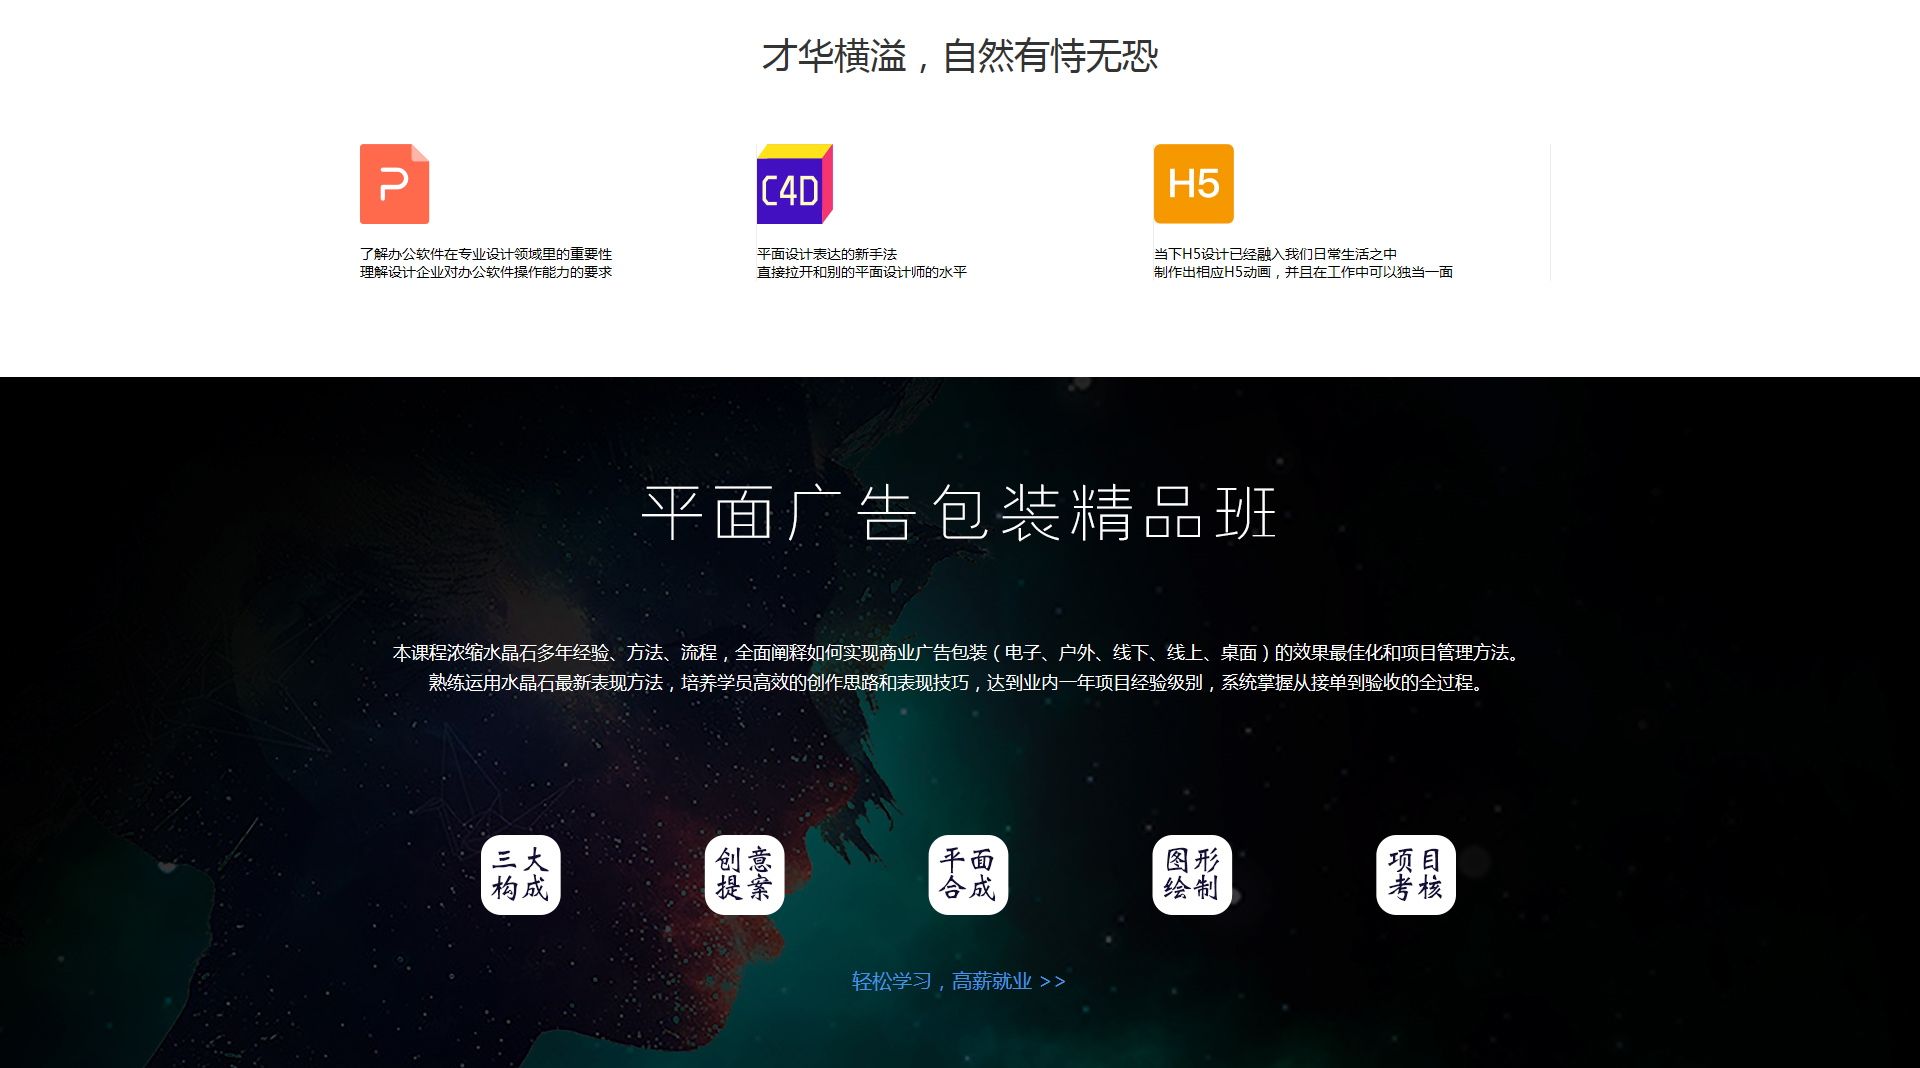 才华横溢，自然有恃无恐
P
C4D
H5
了解办公软件在专业设计领域里的重要性
理解设计企业对办公软件操作能力的要求
平面设计表达的新手法
直接拉开和别的平面设计师的水平
当下H5设计已经融入我们日常生活之中
制作出相应H5动画，并且在工作中可以独当一面
平面广告包装精品班
本课程浓缩水晶石多年经验、方法、流程，全面阐释如何实现商业广告包装（电子、户外、线下、线上、桌面）的效果最佳化和项目管理方法。
熟练运用水晶石最新表现方法，培养学员高效的创作思路和表现技巧，达到业内一年项目经验级别，系统掌握从接单到验收的全过程。
三大
构成
创意
提案
平面
合成
图形
绘制
项目
考核
轻松学习，高薪就业 >>